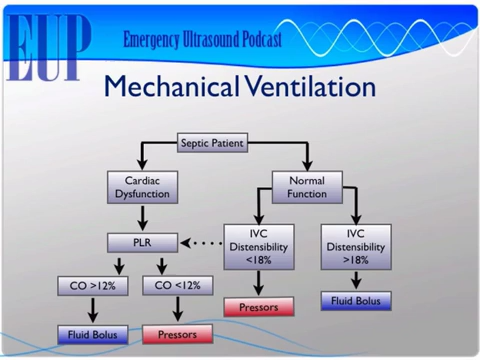 EUP
Emergency Ultrasound Podcast
Mechanical Ventilation
Septic Patient
Cardiac
Dysfunction
Normal
Function
PLR
IVC
Distensibility
<18%
IVC
Distensibility
>18%
CO >12%
CO <12%
Pressors
Fluid Bolus
Fluid Bolus
Pressors